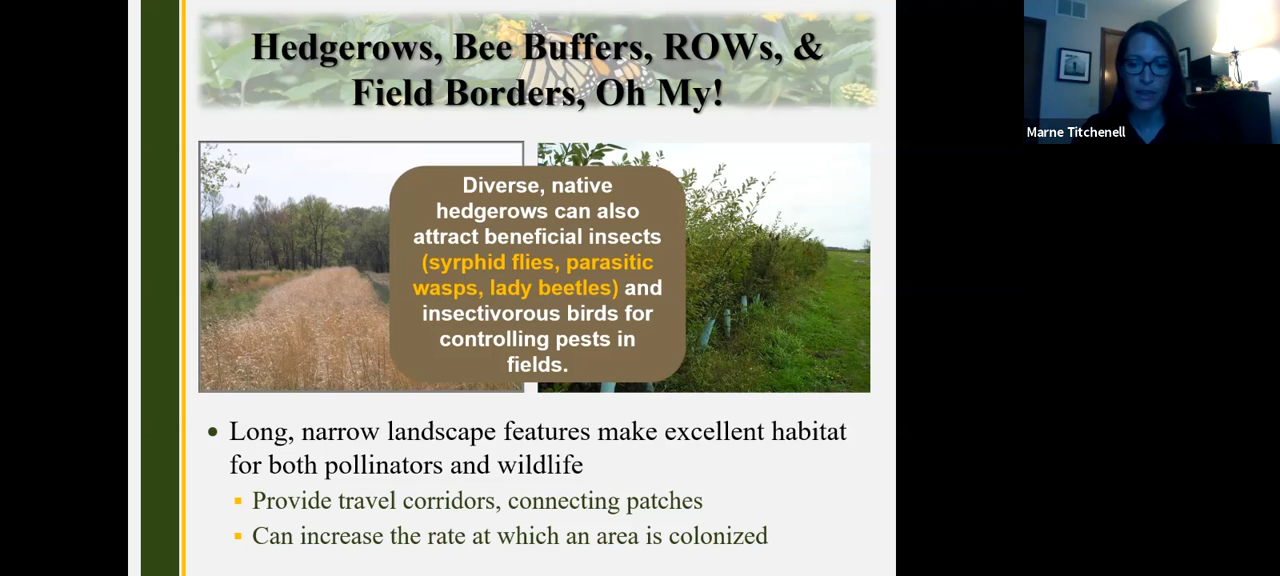 Hedgerows, Bee Buffers, ROWs, &
Field Borders, Oh My!
Marne Titchenell
Diverse, native
hedgerows can also
attract beneficial insects
(syrphid flies, parasitic
wasps, lady beetles) and
insectivorous birds for
controlling pests in
fields.
• Long, narrow landscape features make excellent habitat
for both pollinators and wildlife
▪ Provide travel corridors, connecting patches
▪ Can increase the rate at which an area is colonized